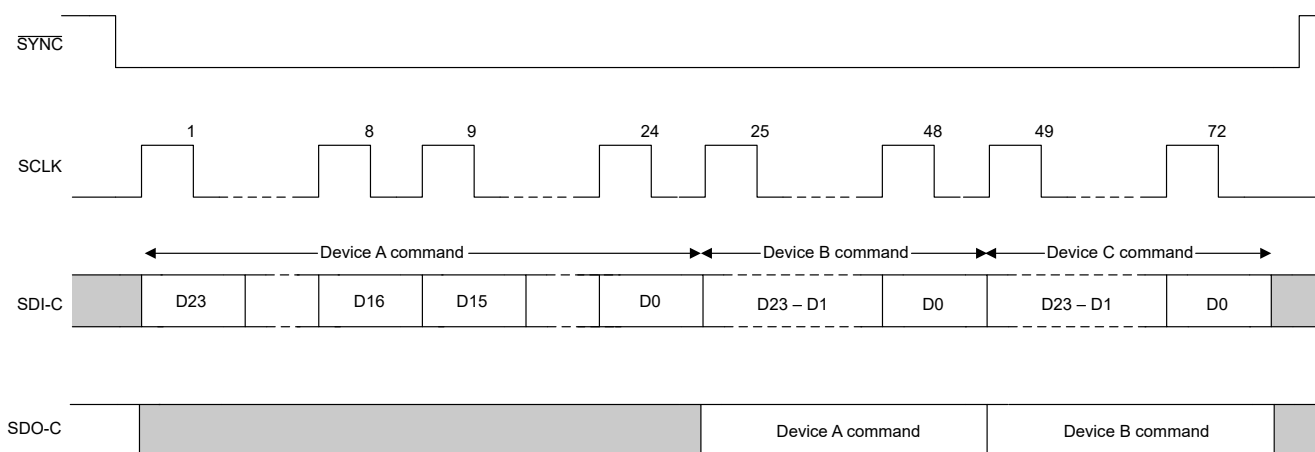 SYNC
1 8 9 24 25 48 49 72
SCLK
Device A command Device B command Device C command
SDI-C D23 D16 D15 D0 D23 – D1 D0 D23 – D1 D0
SDO-C Device A command Device B command